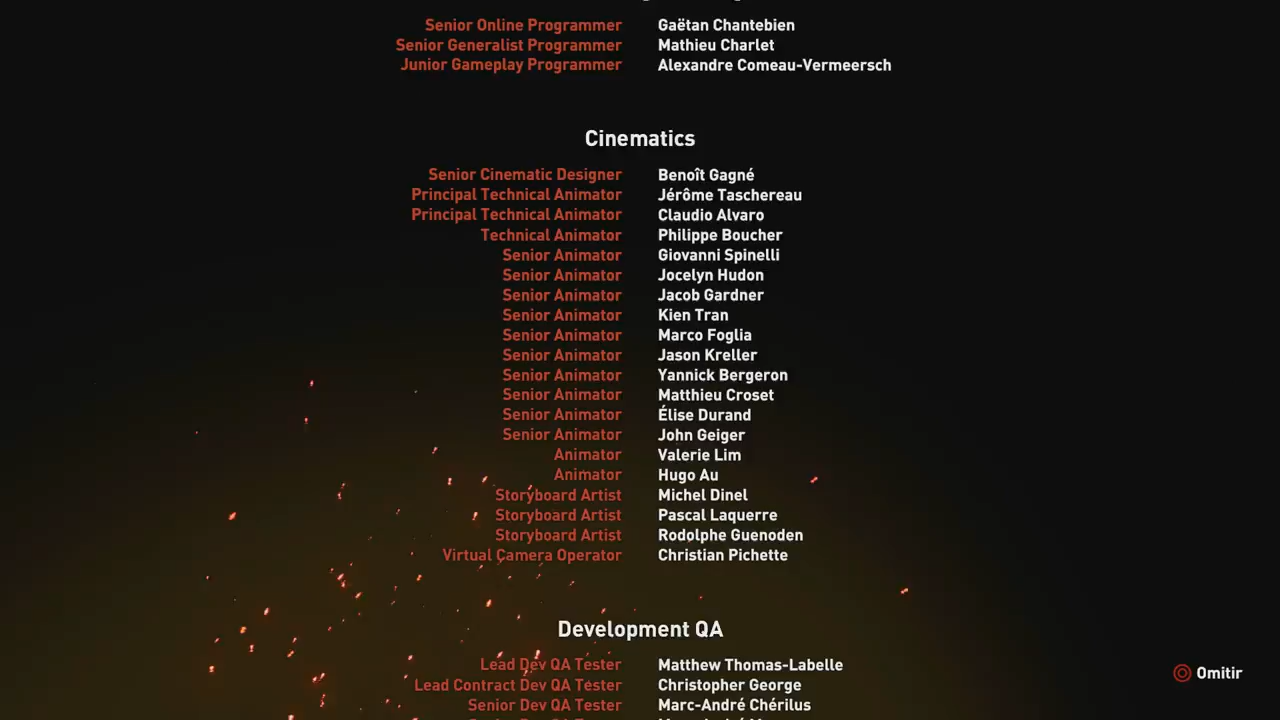 Senior Online Programmer Gaëtan Chantebien
Senior Generalist Programmer Mathieu Charlet
Junior Gameplay Programmer Alexandre Comeau-Vermeersch
Cinematics
Senior Cinematic Designer Benoît Gagné
Principal Technical Animator Jérôme Taschereau
Principal Technical Animator Claudio Alvaro
Technical Animator Philippe Boucher
Senior Animator Giovanni Spinelli
Senior Animator Jocelyn Hudon
Senior Animator Jacob Gardner
Senior Animator Kien Tran
Senior Animator Marco Foglia
Senior Animator Jason Kreller
Senior Animator Yannick Bergeron
Senior Animator Matthieu Croset
Senior Animator Élise Durand
Senior Animator John Geiger
Animator Valerie Lim
Animator Hugo Au
Storyboard Artist Michel Dinel
Storyboard Artist Pascal Laquerre
Storyboard Artist Rodolphe Guenoden
Virtual Camera Operator Christian Pichette
Development QA
Lead Dev QA Tester Matthew Thomas-Labelle
Lead Contract Dev QA Tester Christopher George
Senior Dev QA Tester Marc-André Chérilus
Omitir